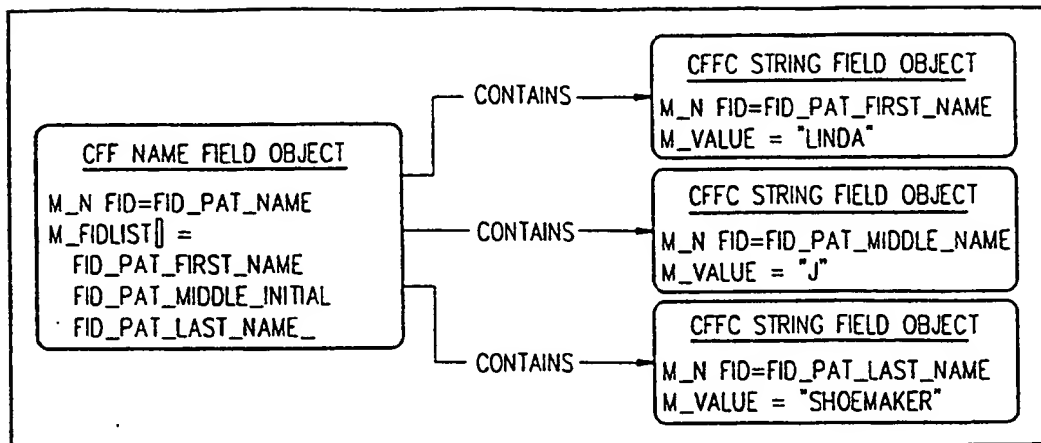 CFF NAME FIELD OBJECT
M_N FID=FID_PAT_NAME
M_FIDLIST[] =
FID_PAT_FIRST_NAME
FID_PAT_MIDDLE_INITIAL
FID_PAT_LAST_NAME_
CONTAINS
CFFC STRING FIELD OBJECT
M_N FID=FID_PAT_FIRST_NAME
M_VALUE = "LINDA"
CONTAINS
CFFC STRING FIELD OBJECT
M_N FID=FID_PAT_MIDDLE_NAME
M_VALUE = "J"
CONTAINS
CFFC STRING FIELD OBJECT
M_N FID=FID_PAT_LAST_NAME
M_VALUE = "SHOEMAKER"